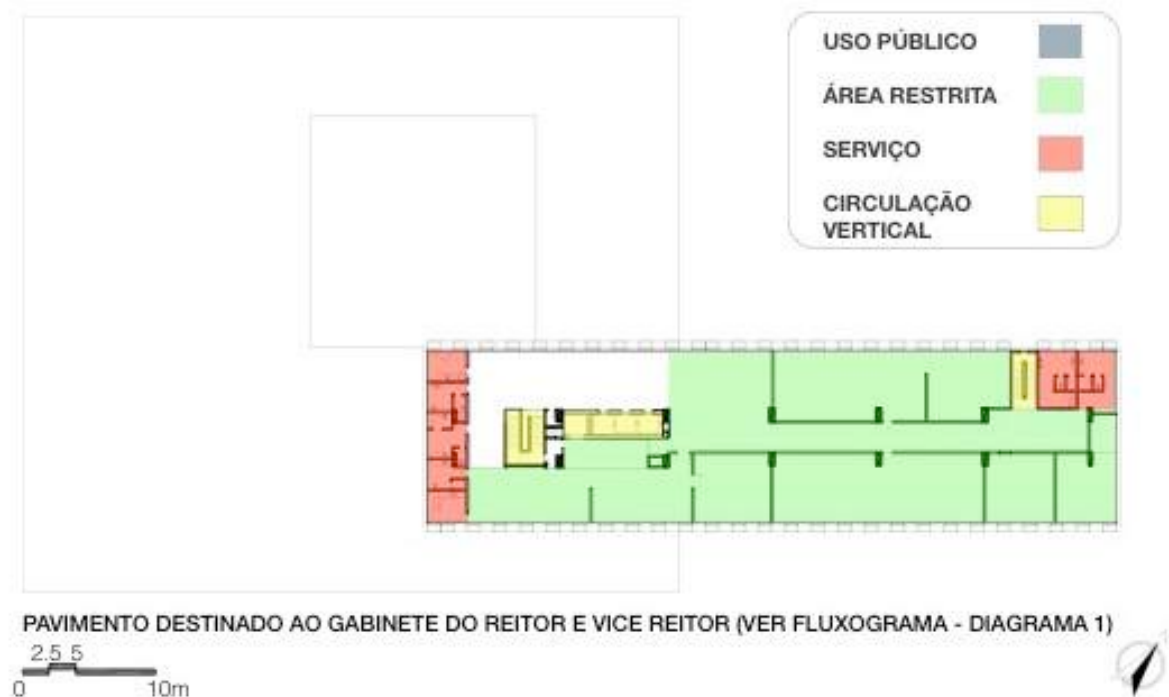 USO PÚBLICO
ÁREA RESTRITA
SERVIÇO
CIRCULAÇÃO
VERTICAL
PAVIMENTO DESTINADO AO GABINETE DO REITOR E VICE REITOR (VER FLUXOGRAMA - DIAGRAMA 1)
2.5 5
0 10m